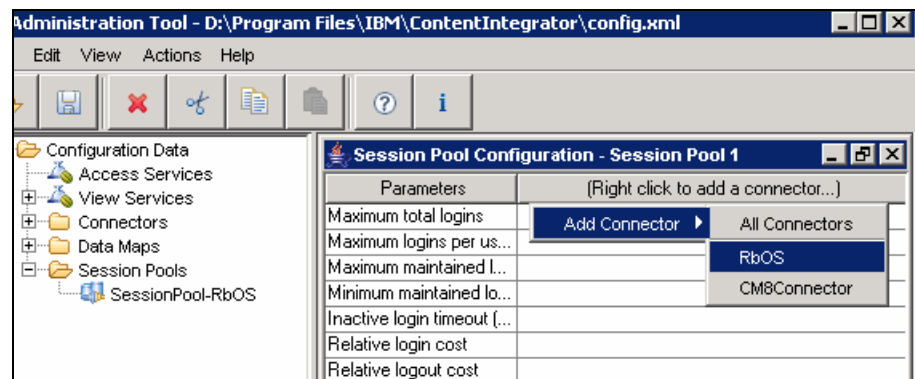 Administration Tool - D:\Program Files\IBM\ContentIntegrator\config.xml
Edit View Actions Help
Configuration Data
Access Services
View Services
Connectors
Data Maps
Session Pools
SessionPool-RbOS
Session Pool Configuration - Session Pool 1
Parameters (Right click to add a connector...)
Maximum total logins
Maximum logins per us...
Maximum maintained l...
Minimum maintained lo...
Inactive login timeout (...
Relative login cost
Relative logout cost
Add Connector
All Connectors
RbOS
CM8Connector